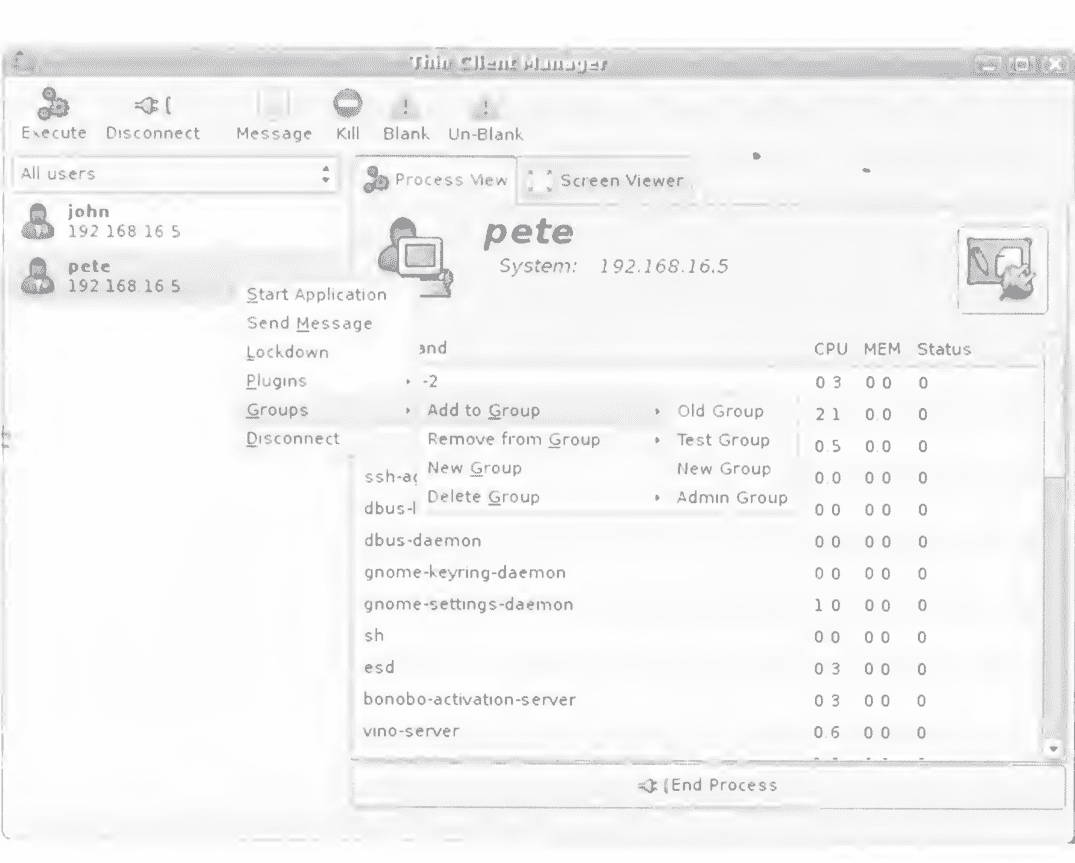 Thin Client Manager
Execute Disconnect Message Kill Blank Un-Blank
All users
Process View Screen Viewer
john
192 168 16 5
pete
192 168 16 5
pete
System: 192.168.16.5
Start Application
Send Message
Lockdown
Plugins
Groups
Disconnect
Add to Group
Remove from Group
New Group
Delete Group
Old Group
Test Group
New Group
Admin Group
and CPU MEM Status
-2 0 3 0 0 0
2 1 0.0 0
0.5 0.0 0
ssh-ag 0.0 0 0 0
dbus-l 0 0 0 0 0
dbus-daemon 0 0 0 0 0
gnome-keyring-daemon 0 0 0 0 0
gnome-settings-daemon 1 0 0 0 0
sh 0 0 0 0 0
esd 0 3 0 0 0
bonobo-activation-server 0 3 0 0 0
vino-server 0.6 0 0 0
End Process